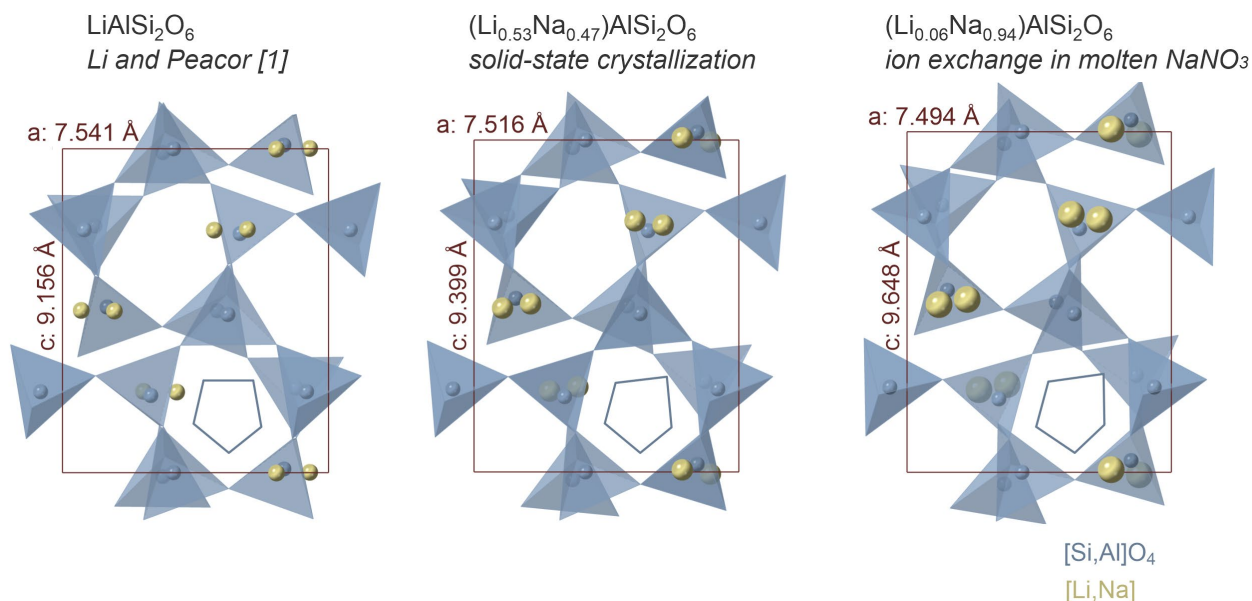 LiAlSi₂O₆
Li and Peacor [1]
a: 7.541 Å
c: 9.156 Å
(Li₀.₅₃Na₀.₄₇)AlSi₂O₆
solid-state crystallization
a: 7.516 Å
c: 9.399 Å
(Li₀.₀₆Na₀.₉₄)AlSi₂O₆
ion exchange in molten NaNO₃
a: 7.494 Å
c: 9.648 Å
[Si,Al]O₄
[Li,Na]